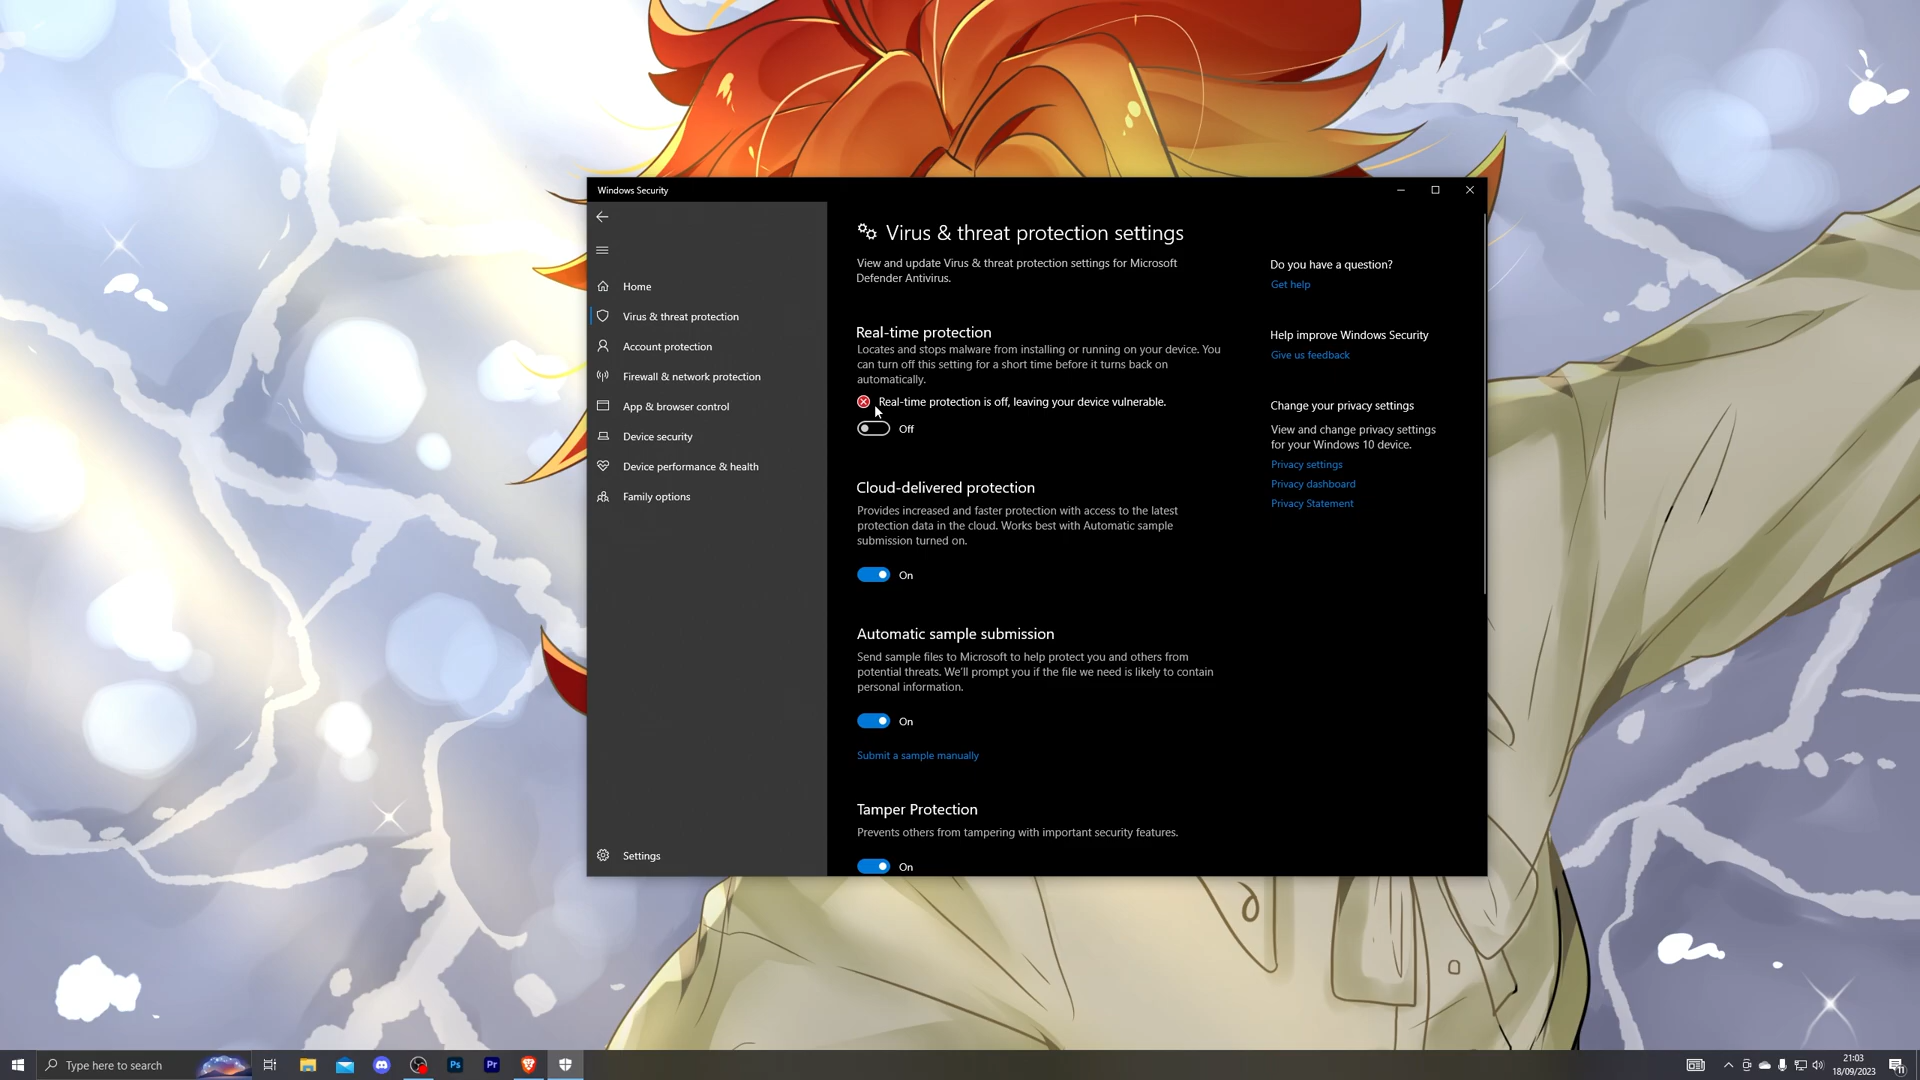 Windows Security
Home
Virus & threat protection
Account protection
Firewall & network protection
App & browser control
Device security
Device performance & health
Family options
Settings
Virus & threat protection settings
View and update Virus & threat protection settings for Microsoft
Defender Antivirus.
Real-time protection
Locates and stops malware from installing or running on your device. You
can turn off this setting for a short time before it turns back on
automatically.
Real-time protection is off, leaving your device vulnerable.
Off
Cloud-delivered protection
Provides increased and faster protection with access to the latest
protection data in the cloud. Works best with Automatic sample
submission turned on.
On
Automatic sample submission
Send sample files to Microsoft to help protect you and others from
potential threats. We'll prompt you if the file we need is likely to contain
personal information.
On
Submit a sample manually
Tamper Protection
Prevents others from tampering with important security features.
On
Do you have a question?
Get help
Help improve Windows Security
Give us feedback
Change your privacy settings
View and change privacy settings
for your Windows 10 device.
Privacy settings
Privacy dashboard
Privacy Statement
Type here to search
Ps
Pr
21:03
18/09/2023